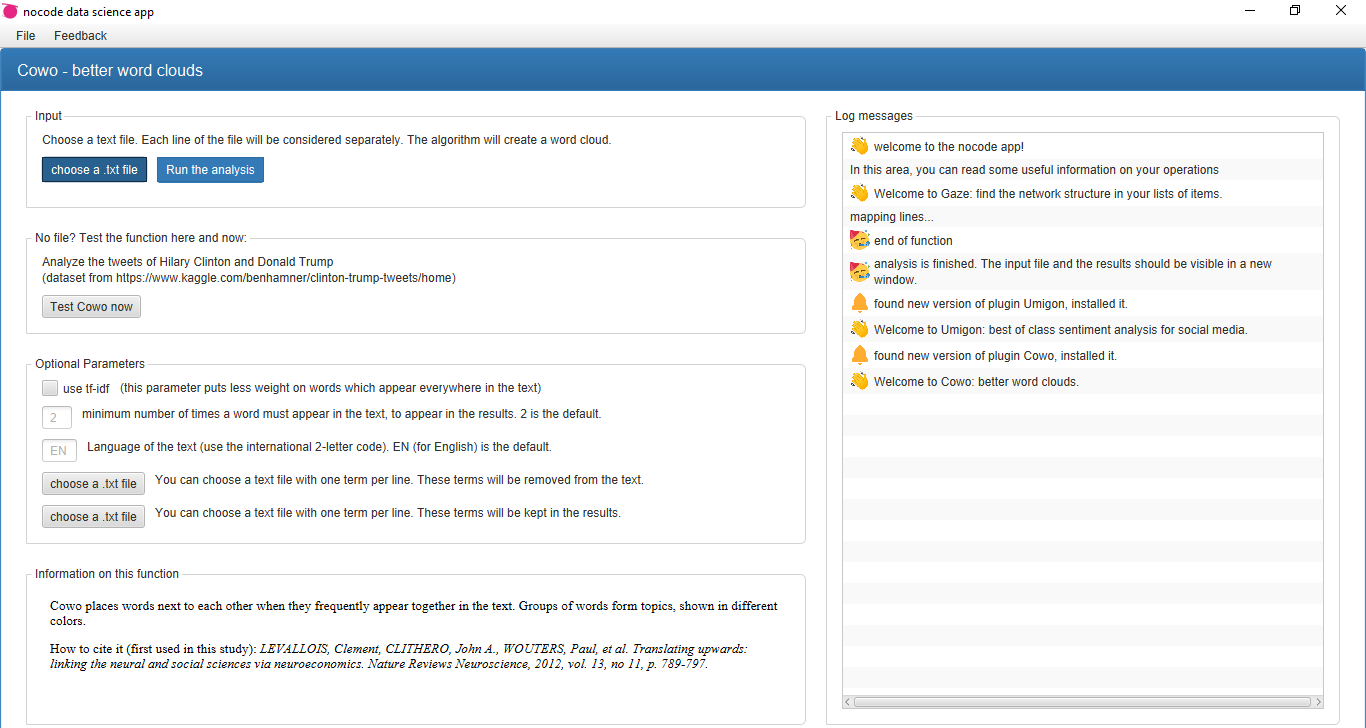 nocode data science app
File Feedback
Cowo - better word clouds
Input
Choose a text file. Each line of the file will be considered separately. The algorithm will create a word cloud.
choose a .txt file Run the analysis
No file? Test the function here and now:
Analyze the tweets of Hilary Clinton and Donald Trump
(dataset from https://www.kaggle.com/benhamner/clinton-trump-tweets/home)
Test Cowo now
Optional Parameters
use tf-idf (this parameter puts less weight on words which appear everywhere in the text)
2 minimum number of times a word must appear in the text, to appear in the results. 2 is the default.
EN Language of the text (use the international 2-letter code). EN (for English) is the default.
choose a .txt file You can choose a text file with one term per line. These terms will be removed from the text.
choose a .txt file You can choose a text file with one term per line. These terms will be kept in the results.
Information on this function
Cowo places words next to each other when they frequently appear together in the text. Groups of words form topics, shown in different
colors.
How to cite it (first used in this study): LEVALLOIS, Clement, CLITHERO, John A., WOUTERS, Paul, et al. Translating upwards:
linking the neural and social sciences via neuroeconomics. Nature Reviews Neuroscience, 2012, vol. 13, no 11, p. 789-797.
Log messages
welcome to the nocode app!
In this area, you can read some useful information on your operations
Welcome to Gaze: find the network structure in your lists of items.
mapping lines...
end of function
analysis is finished. The input file and the results should be visible in a new
window.
found new version of plugin Umigon, installed it.
Welcome to Umigon: best of class sentiment analysis for social media.
found new version of plugin Cowo, installed it.
Welcome to Cowo: better word clouds.